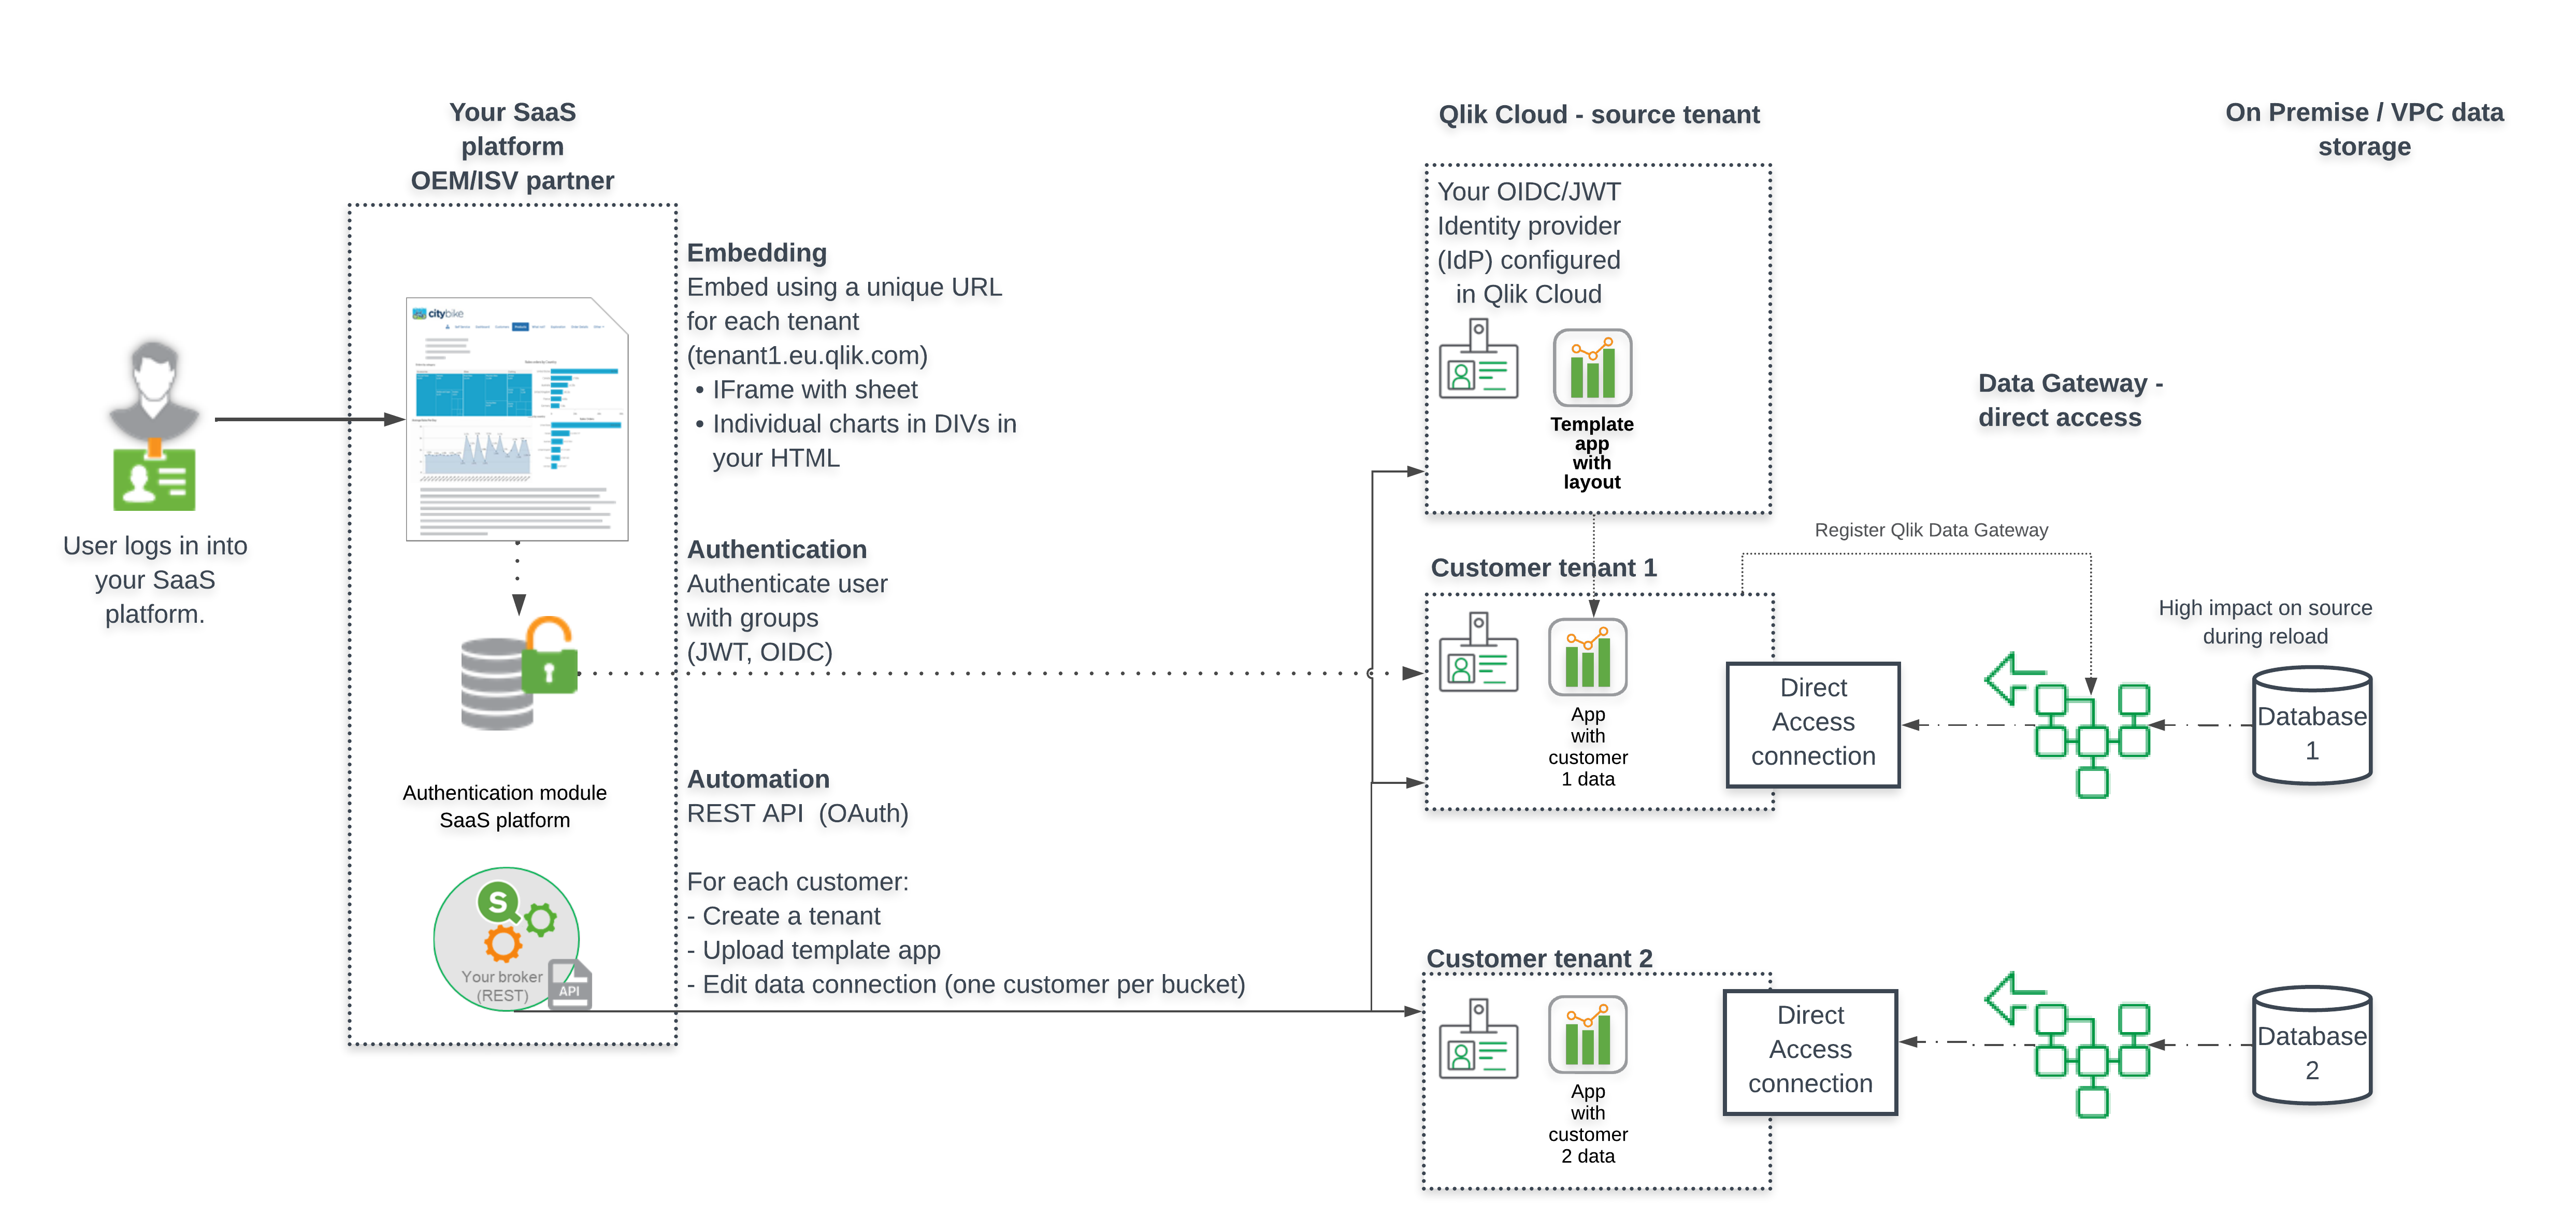 Your SaaS
platform
OEM/ISV partner
Qlik Cloud - source tenant
On Premise / VPC data
storage
Your OIDC/JWT
Identity provider
(IdP) configured
in Qlik Cloud
Embedding
Embed using a unique URL
for each tenant
(tenant1.eu.qlik.com)
• IFrame with sheet
• Individual charts in DIVs in
your HTML
citybike
Template
app
with
layout
Data Gateway -
direct access
User logs in into
your SaaS
platform.
Authentication
Authenticate user
with groups
(JWT, OIDC)
Register Qlik Data Gateway
Customer tenant 1
High impact on source
during reload
App
with
customer
1 data
Direct
Access
connection
Database
1
Authentication module
SaaS platform
Automation
REST API (OAuth)
For each customer:
- Create a tenant
- Upload template app
- Edit data connection (one customer per bucket)
S
Your broker
(REST)
API
Customer tenant 2
App
with
customer
2 data
Direct
Access
connection
Database
2